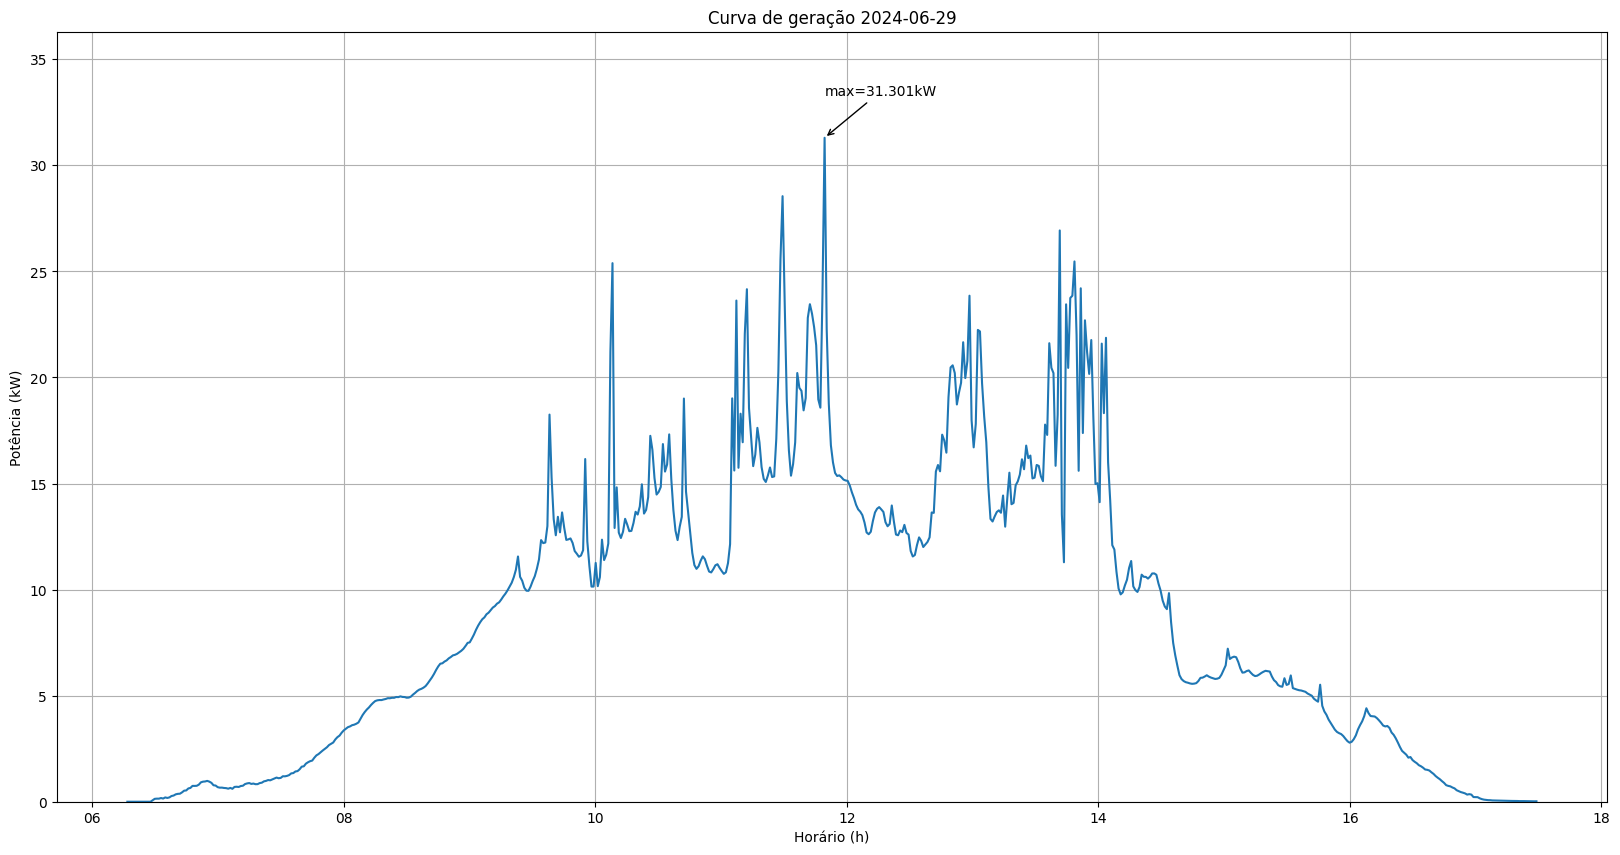 Curva de geração 2024-06-29
max=31.301kW
Potência (kW)
35
30
25
20
15
10
5
0
06 08 10 12 14 16 18
Horário (h)